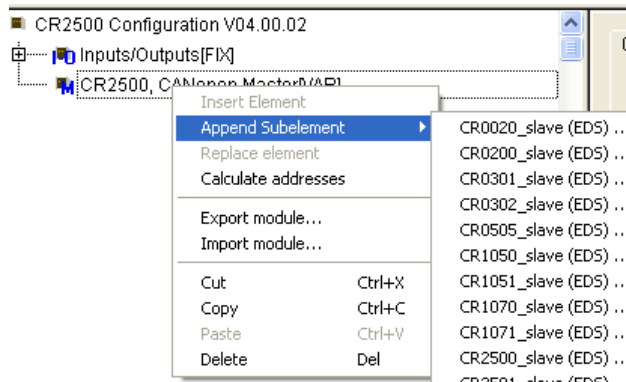 CR2500 Configuration V04.00.02
Inputs/Outputs[FIX]
CR2500, CANopen Master[VAR]
Insert Element
Append Subelement
Replace element
Calculate addresses
Export module...
Import module...
Cut Ctrl+X
Copy Ctrl+C
Paste Ctrl+V
Delete Del
CR0020_slave (EDS) ...
CR0200_slave (EDS) ...
CR0301_slave (EDS) ...
CR0302_slave (EDS) ...
CR0505_slave (EDS) ...
CR1050_slave (EDS) ...
CR1051_slave (EDS) ...
CR1070_slave (EDS) ...
CR1071_slave (EDS) ...
CR2500_slave (EDS) ...